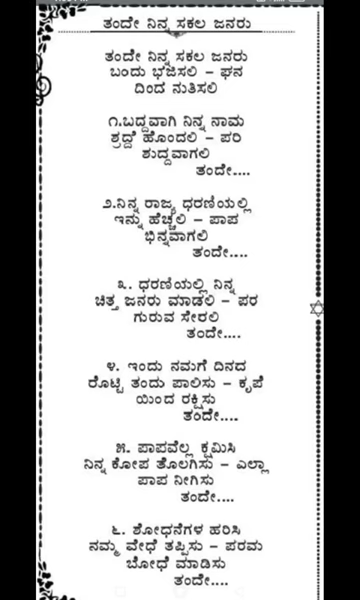 ತಂದೇ ನಿನ್ನ ಸಕಲ ಜನರು
ತಂದೇ ನಿನ್ನ ಸಕಲ ಜನರು
ಬಂದು ಭಜಿಸಲಿ – ಘನ
ದಿಂದ ನುತಿಸಲಿ
೧.ಬದ್ದವಾಗಿ ನಿನ್ನ ನಾಮ
ಶ್ರದ್ದೆ ಹೊಂದಲಿ – ಪರಿ
ಶುದ್ದವಾಗಲಿ
ತಂದೇ....
೨.ನಿನ್ನ ರಾಜ್ಯ ಧರಣಿಯಲ್ಲಿ
ಇನ್ನು ಹೆಚ್ಚಲಿ – ಪಾಪ
ಭಿನ್ನವಾಗಲಿ
ತಂದೇ....
೩. ಧರಣಿಯಲ್ಲಿ ನಿನ್ನ
ಚಿತ್ತ ಜನರು ಮಾಡಲಿ – ಪರ
ಗುರುವ ಸೇರಲಿ
ತಂದೇ....
೪. ಇಂದು ನಮಗೆ ದಿನದ
ರೊಟ್ಟಿ ತಂದು ಪಾಲಿಸು – ಕೃಪೆ
ಯಿಂದ ರಕ್ಷಿಸು
ತಂದೇ....
೫. ಪಾಪವೆಲ್ಲ ಕ್ಷಮಿಸಿ
ನಿನ್ನ ಕೋಪ ತೊಲಗಿಸು – ಎಲ್ಲಾ
ಪಾಪ ನೀಗಿಸು
ತಂದೇ....
೬. ಶೋಧನೆಗಳ ಹರಿಸಿ
ನಮ್ಮ ವೇಧೆ ತಪ್ಪಿಸು – ಪರಮ
ಬೋಧೆ ಮಾಡಿಸು
ತಂದೇ....